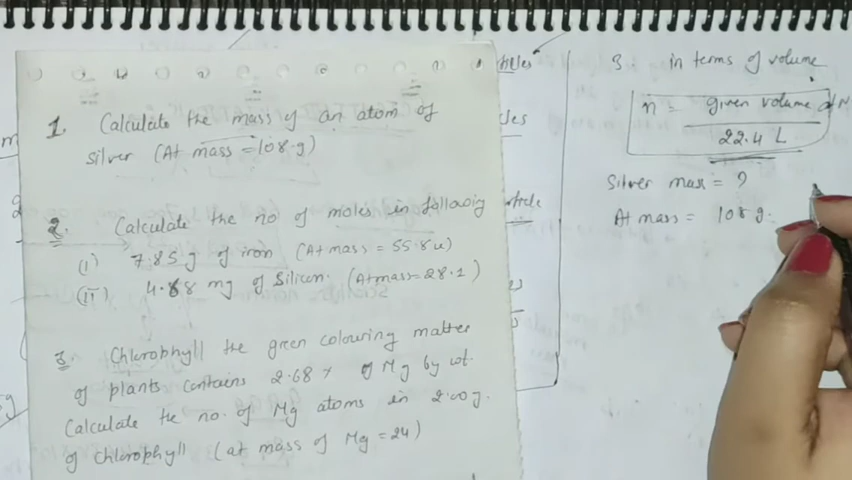 1. Calculate the mass of an atom of
silver (At mass = 108 g)
2. Calculate the no of moles in following
(I) 7.85 g of iron (At mass = 55.8 u)
(II) 4.68 mg of Silicon. (At mass = 28.1)
3. Chlorophyll the green colouring matter
of plants contains 2.68 % of Mg by wt.
Calculate the no. of Mg atoms in 2.00 g.
of chlorophyll (at mass of Mg = 24)
3. in terms of volume
n = given volume
22.4 L
Silver mass = ?
At mass = 108 g.